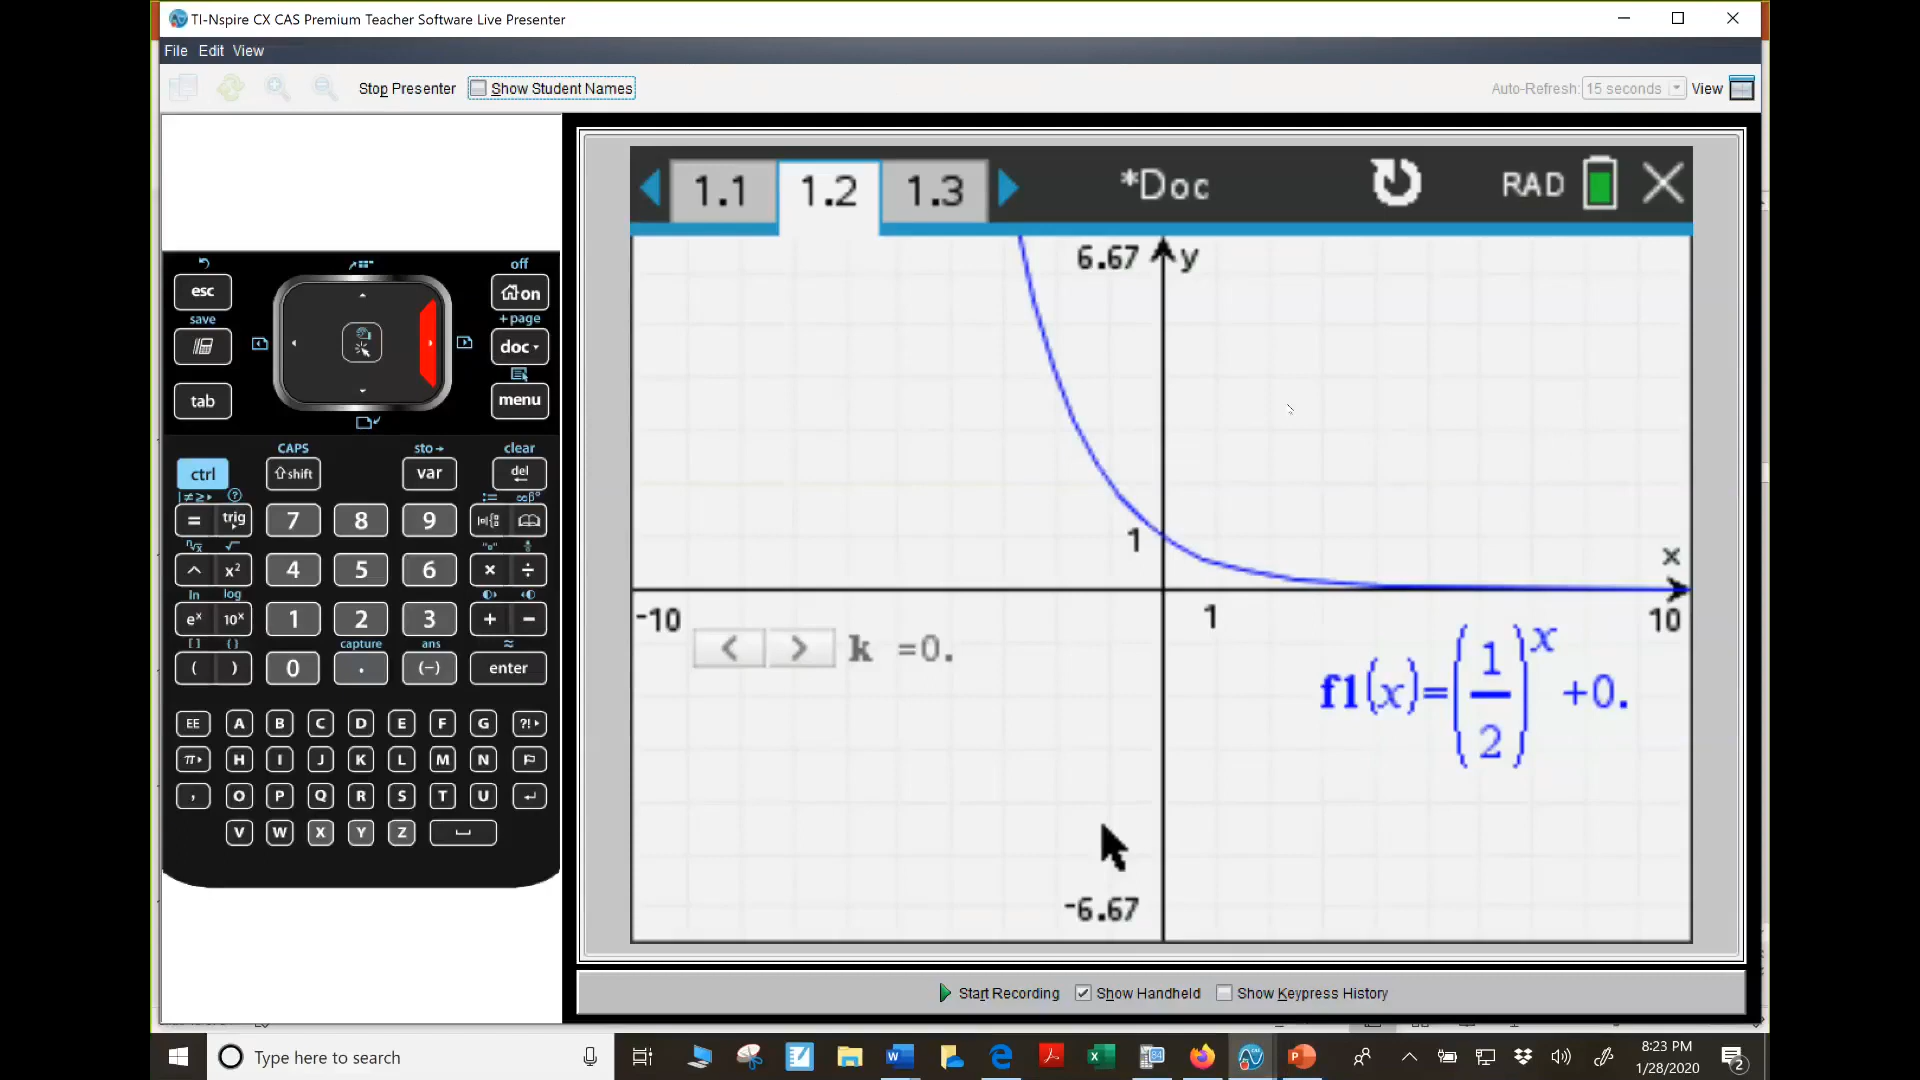 TI-Nspire CX CAS Premium Teacher Software Live Presenter
File Edit View
Stop Presenter Show Student Names Auto-Refresh: 15 seconds View
1.1 1.2 1.3 *Doc RAD
6.67 y
1
x
-10 1 10
< > k =0.
f1(x)=(1/2)^x +0.
-6.67
off
esc on
save + page
doc
tab menu
CAPS sto→ clear
ctrl shift var del
= trig 7 8 9
^ x² 4 5 6 × ÷
ln log
eˣ 10ˣ 1 2 3 + −
[ ] { } capture ans ≈
( ) 0 . (−) enter
EE A B C D E F G ?!▸
π▸ H I J K L M N
, O P Q R S T U
V W X Y Z
Start Recording Show Handheld Show Keypress History
Type here to search
8:23 PM
1/28/2020
2